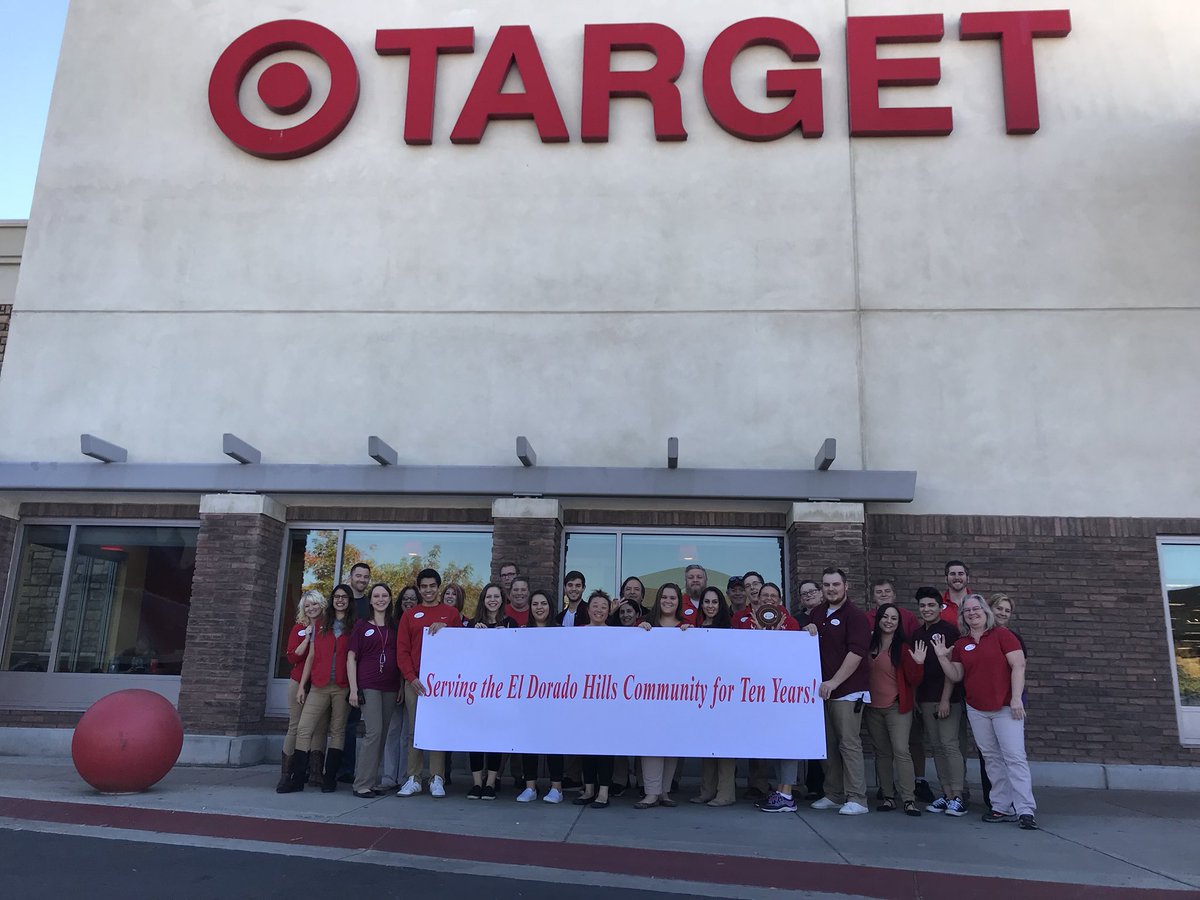 TARGET
Serving the El Dorado Hills Community for Ten Years!